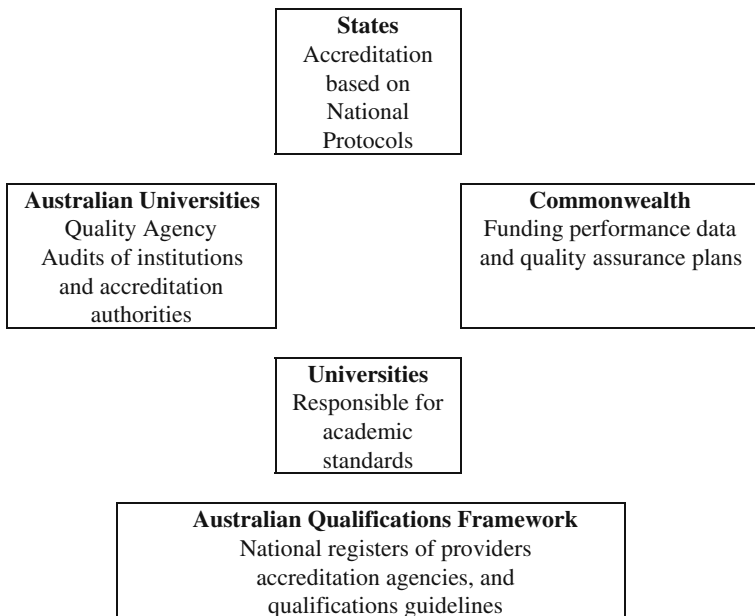 States
Accreditation
based on
National
Protocols
Australian Universities
Quality Agency
Audits of institutions
and accreditation
authorities
Commonwealth
Funding performance data
and quality assurance plans
Universities
Responsible for
academic
standards
Australian Qualifications Framework
National registers of providers
accreditation agencies, and
qualifications guidelines